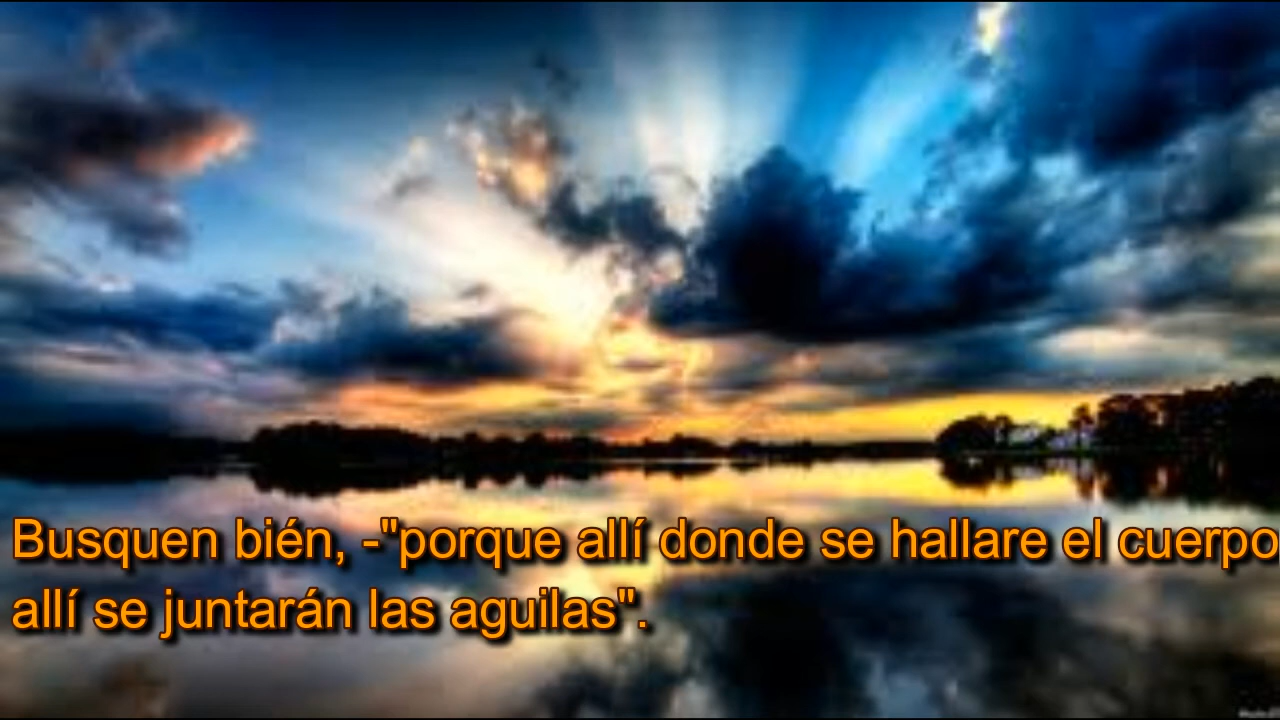 Busquen bién, -"porque allí donde se hallare el cuerpo
allí se juntarán las aguilas".